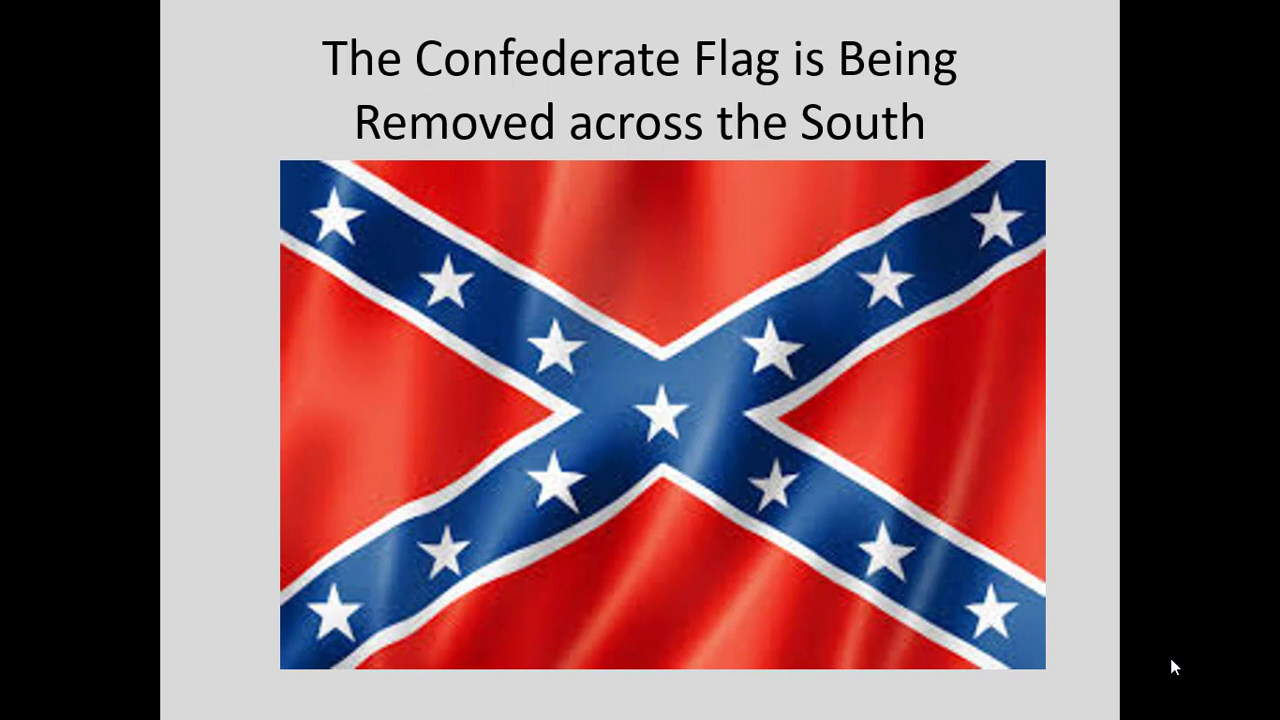 The Confederate Flag is Being
Removed across the South